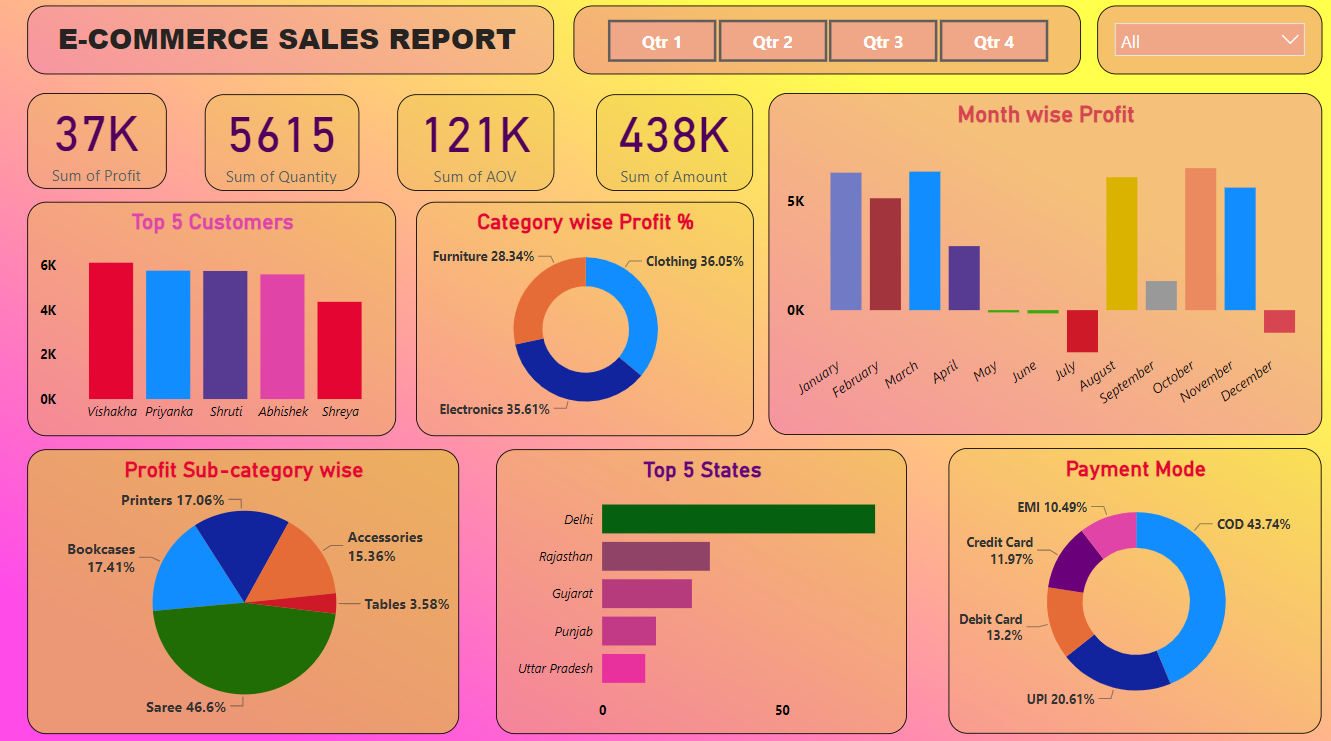 E-COMMERCE SALES REPORT
Qtr 1
Qtr 2
Qtr 3
Qtr 4
All
37K
Sum of Profit
5615
Sum of Quantity
121K
Sum of AOV
438K
Sum of Amount
Month wise Profit
5K
0K
January
February
March
April
May
June
July
August
September
October
November
December
Top 5 Customers
6K
4K
2K
0K
Vishakha
Priyanka
Shruti
Abhishek
Shreya
Category wise Profit %
Furniture 28.34%
Clothing 36.05%
Electronics 35.61%
Profit Sub-category wise
Printers 17.06%
Accessories
15.36%
Bookcases
17.41%
Tables 3.58%
Saree 46.6%
Top 5 States
Delhi
Rajasthan
Gujarat
Punjab
Uttar Pradesh
0
50
Payment Mode
EMI 10.49%
COD 43.74%
Credit Card
11.97%
Debit Card
13.2%
UPI 20.61%